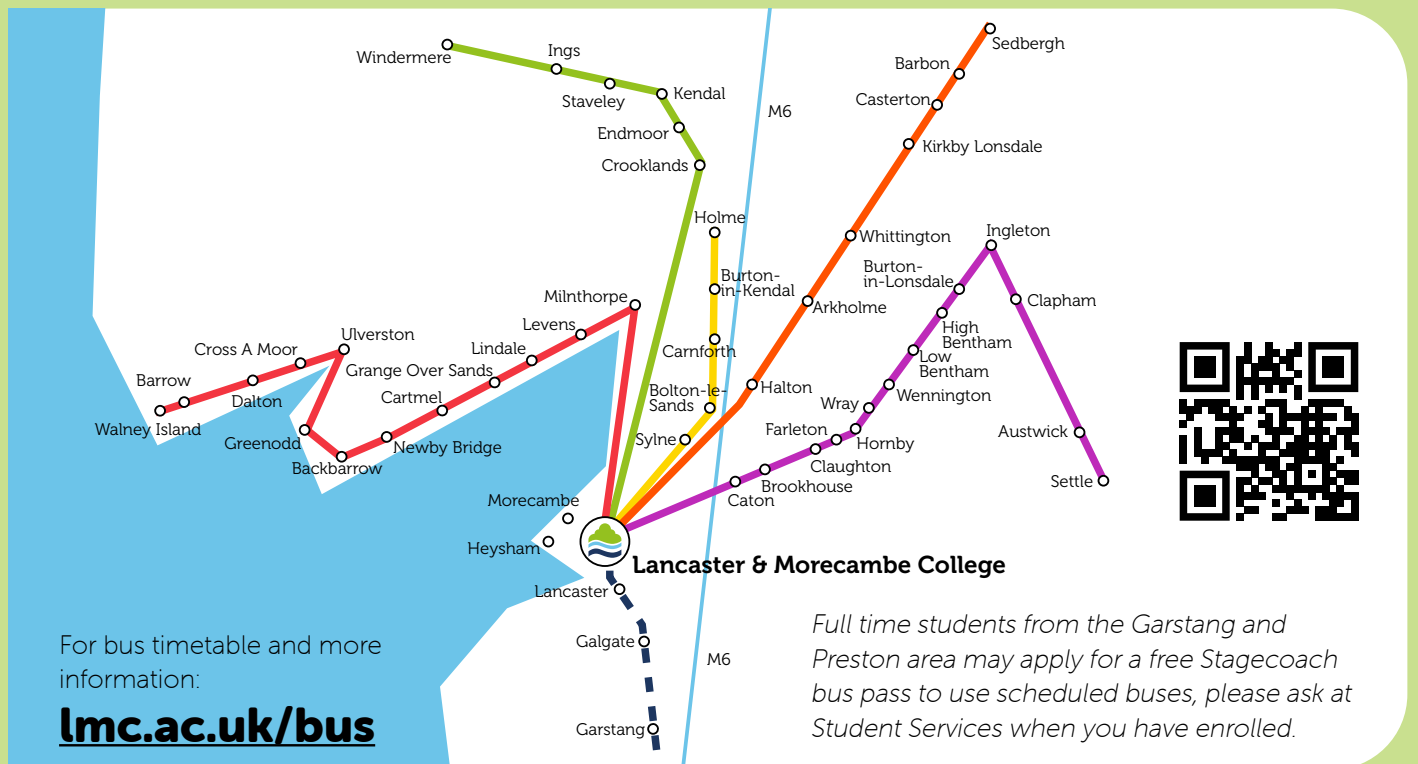 Windermere
Ings
Staveley
Kendal
Endmoor
Crooklands
M6
Sedbergh
Barbon
Casterton
Kirkby Lonsdale
Whittington
Arkholme
Halton
Holme
Burton-
in-Kendal
Carnforth
Bolton-le-
Sands
Sylne
Ingleton
Burton-
in-Lonsdale
Clapham
High
Bentham
Low
Bentham
Wennington
Wray
Hornby
Farleton
Claughton
Brookhouse
Caton
Austwick
Settle
Milnthorpe
Levens
Lindale
Grange Over Sands
Cartmel
Newby Bridge
Backbarrow
Greenodd
Ulverston
Cross A Moor
Dalton
Barrow
Walney Island
Morecambe
Heysham
Lancaster & Morecambe College
Lancaster
Galgate
Garstang
M6
For bus timetable and more
information:
lmc.ac.uk/bus
Full time students from the Garstang and
Preston area may apply for a free Stagecoach
bus pass to use scheduled buses, please ask at
Student Services when you have enrolled.